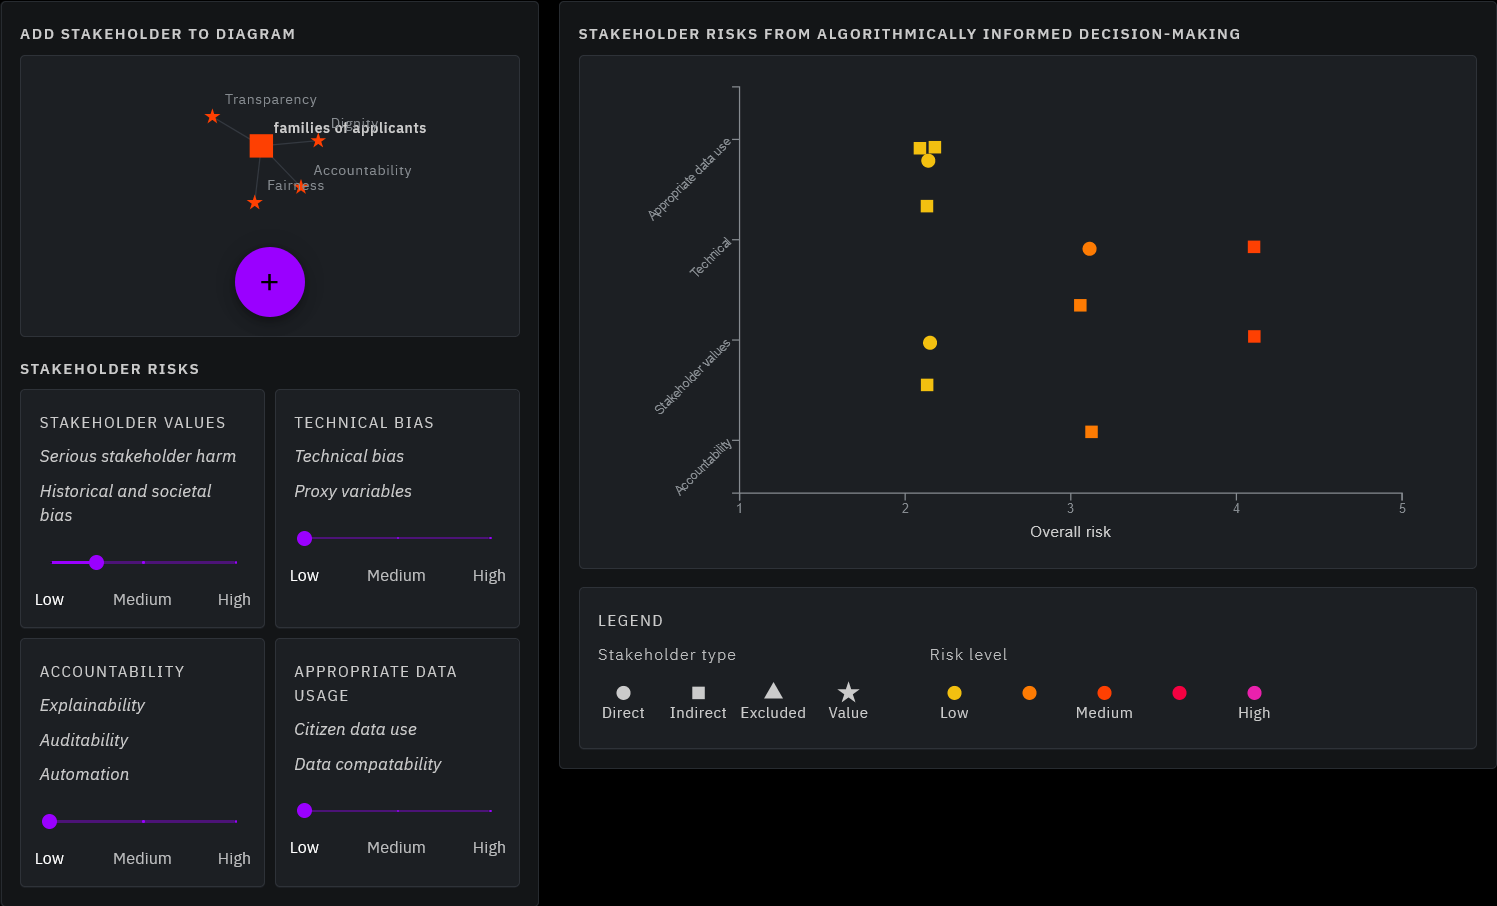 ADD STAKEHOLDER TO DIAGRAM
Transparency
Dignity
families of applicants
Accountability
Fairness
+
STAKEHOLDER RISKS
STAKEHOLDER VALUES
Serious stakeholder harm
Historical and societal
bias
Low Medium High
TECHNICAL BIAS
Technical bias
Proxy variables
Low Medium High
ACCOUNTABILITY
Explainability
Auditability
Automation
Low Medium High
APPROPRIATE DATA
USAGE
Citizen data use
Data compatability
Low Medium High
STAKEHOLDER RISKS FROM ALGORITHMICALLY INFORMED DECISION-MAKING
Appropriate data use
Technical
Stakeholder values
Accountability
1 2 3 4 5
Overall risk
LEGEND
Stakeholder type
Direct Indirect Excluded Value
Risk level
Low Medium High